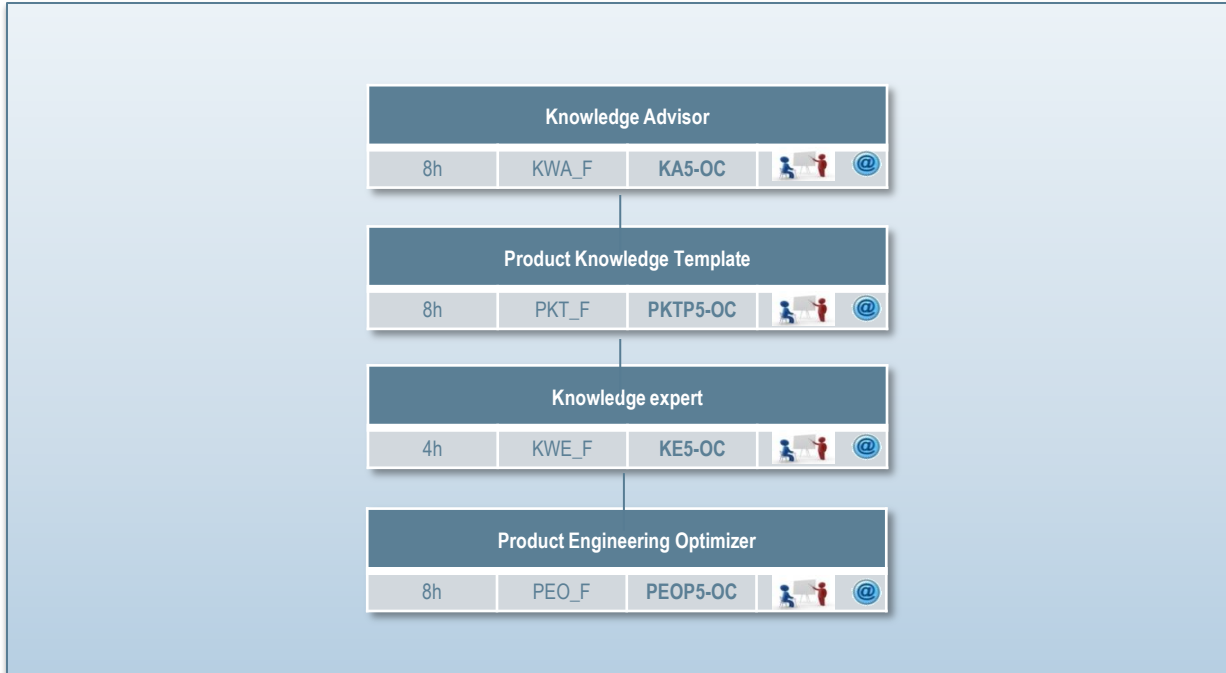 Knowledge Advisor
8h KWA_F KA5-OC @
Product Knowledge Template
8h PKT_F PKTP5-OC @
Knowledge expert
4h KWE_F KE5-OC @
Product Engineering Optimizer
8h PEO_F PEOP5-OC @